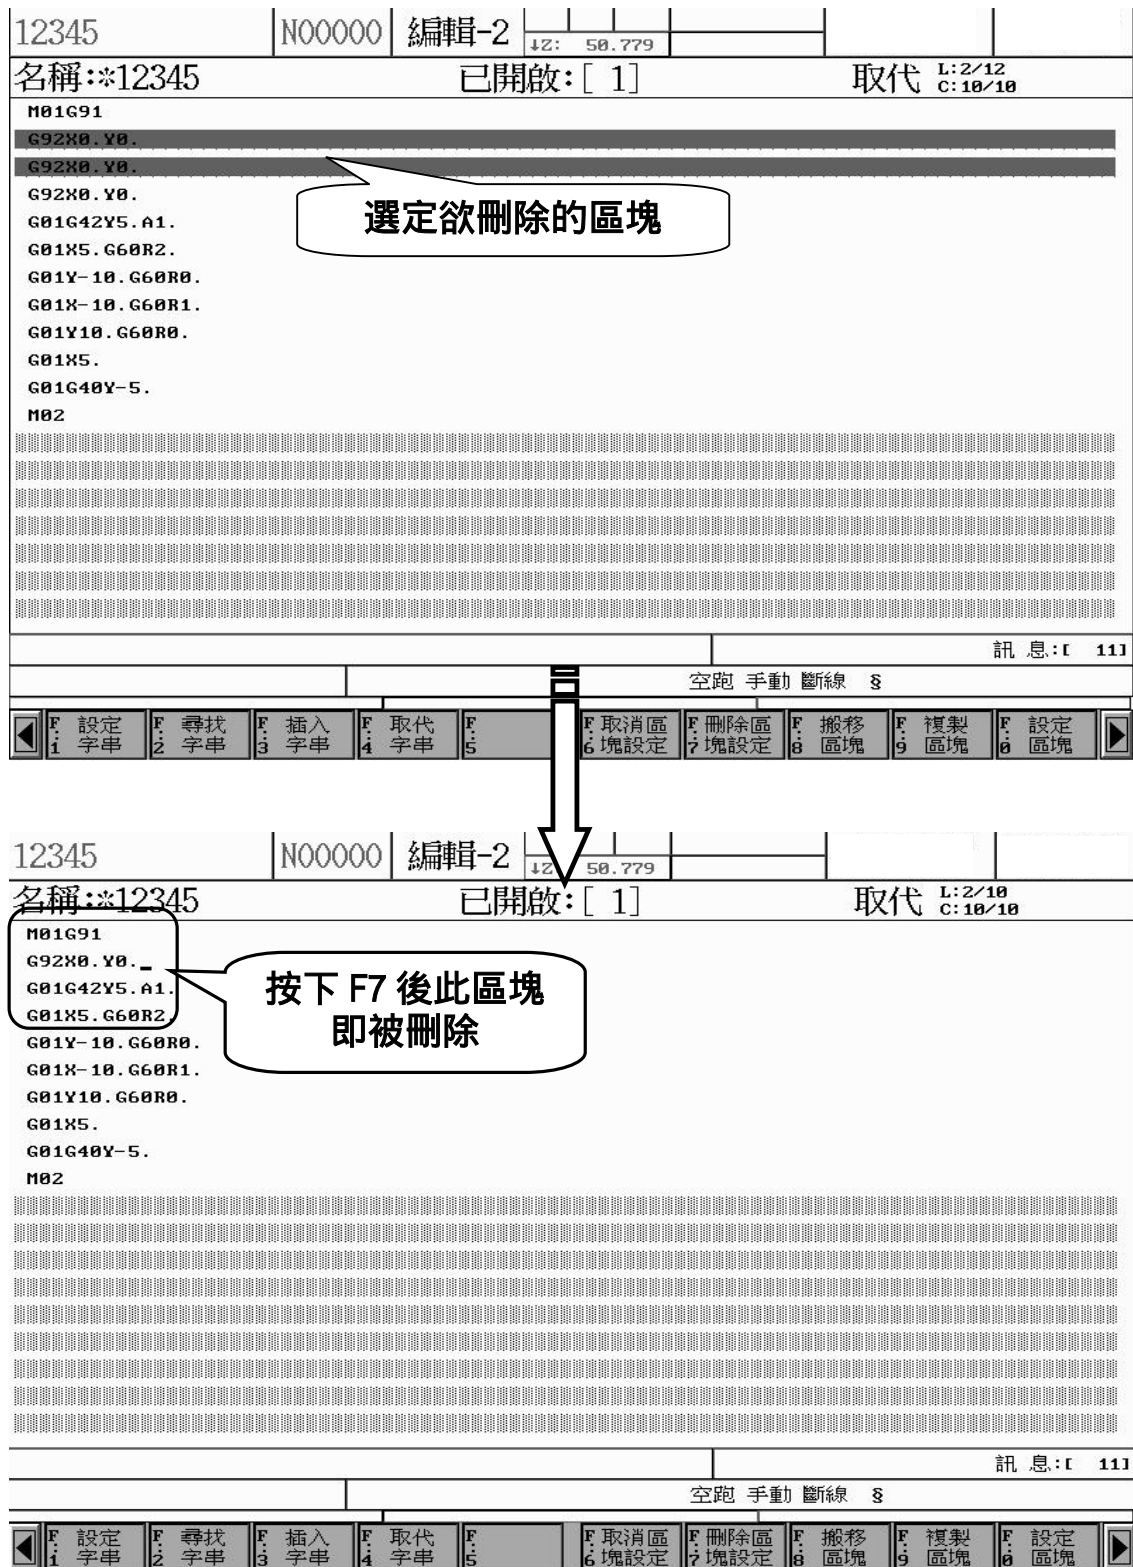 12345 N00000 編輯-2 ↓Z: 50.779
名稱:*12345 已開啟:[ 1] 取代 L:2/12 C:10/10
M01G91
G92X0.Y0.
G92X0.Y0.
G92X0.Y0.
選定欲刪除的區塊
G01G42Y5.A1.
G01X5.G60R2.
G01Y-10.G60R0.
G01X-10.G60R1.
G01Y10.G60R0.
G01X5.
G01G40Y-5.
M02
訊 息:[ 11]
空跑 手動 斷線 §
F1 設定字串 F2 尋找字串 F3 插入字串 F4 取代字串 F5 F6 取消區塊設定 F7 刪除區塊設定 F8 搬移區塊 F9 複製區塊 F0 設定區塊
12345 N00000 編輯-2 ↓Z 50.779
名稱:*12345 已開啟:[ 1] 取代 L:2/10 C:10/10
M01G91
G92X0.Y0._
G01G42Y5.A1.
G01X5.G60R2.
按下 F7 後此區塊
即被刪除
G01Y-10.G60R0.
G01X-10.G60R1.
G01Y10.G60R0.
G01X5.
G01G40Y-5.
M02
訊 息:[ 11]
空跑 手動 斷線 §
F1 設定字串 F2 尋找字串 F3 插入字串 F4 取代字串 F5 F6 取消區塊設定 F7 刪除區塊設定 F8 搬移區塊 F9 複製區塊 F0 設定區塊